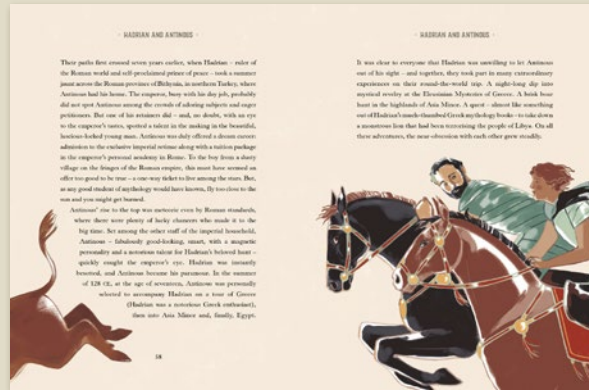 · HADRIAN AND ANTINOUS ·
Their paths first crossed seven years earlier, when Hadrian – ruler of
the Roman world and self-proclaimed prince of peace – took a summer
jaunt across the Roman province of Bithynia, in northern Turkey, where
Antinous had his home. The emperor, busy with his day job, probably
did not spot Antinous among the crowds of adoring subjects and eager
petitioners. But one of his retainers did – and, no doubt, with an eye
to the emperor's tastes, spotted a talent in the making in the beautiful,
luscious-locked young man. Antinous was duly offered a dream career:
admission to the exclusive imperial retinue along with a tuition package
in the emperor's personal academy in Rome. To the boy from a dusty
village on the fringes of the Roman empire, this must have seemed an
offer too good to be true – a one-way ticket to live among the stars. But,
as any good student of mythology would have known, fly too close to the
sun and you might get burned.
Antinous' rise to the top was meteoric even by Roman standards,
where there were plenty of lucky chancers who made it to the
big time. Set among the other staff of the imperial household,
Antinous – fabulously good-looking, smart, with a magnetic
personality and a notorious talent for Hadrian's beloved hunt –
quickly caught the emperor's eye. Hadrian was instantly
besotted, and Antinous became his paramour. In the summer
of 128 CE, at the age of seventeen, Antinous was personally
selected to accompany Hadrian on a tour of Greece
(Hadrian was a notorious Greek enthusiast),
then into Asia Minor and, finally, Egypt.
58
· HADRIAN AND ANTINOUS ·
It was clear to everyone that Hadrian was unwilling to let Antinous
out of his sight – and together, they took part in many extraordinary
experiences on their round-the-world trip. A night-long dip into
mystical revelry at the Eleusinian Mysteries of Greece. A brisk bear
hunt in the highlands of Asia Minor. A quest – almost like something
out of Hadrian's much-thumbed Greek mythology books – to take down
a monstrous lion that had been terrorising the people of Libya. On all
these adventures, the near-obsession with each other grew steadily.